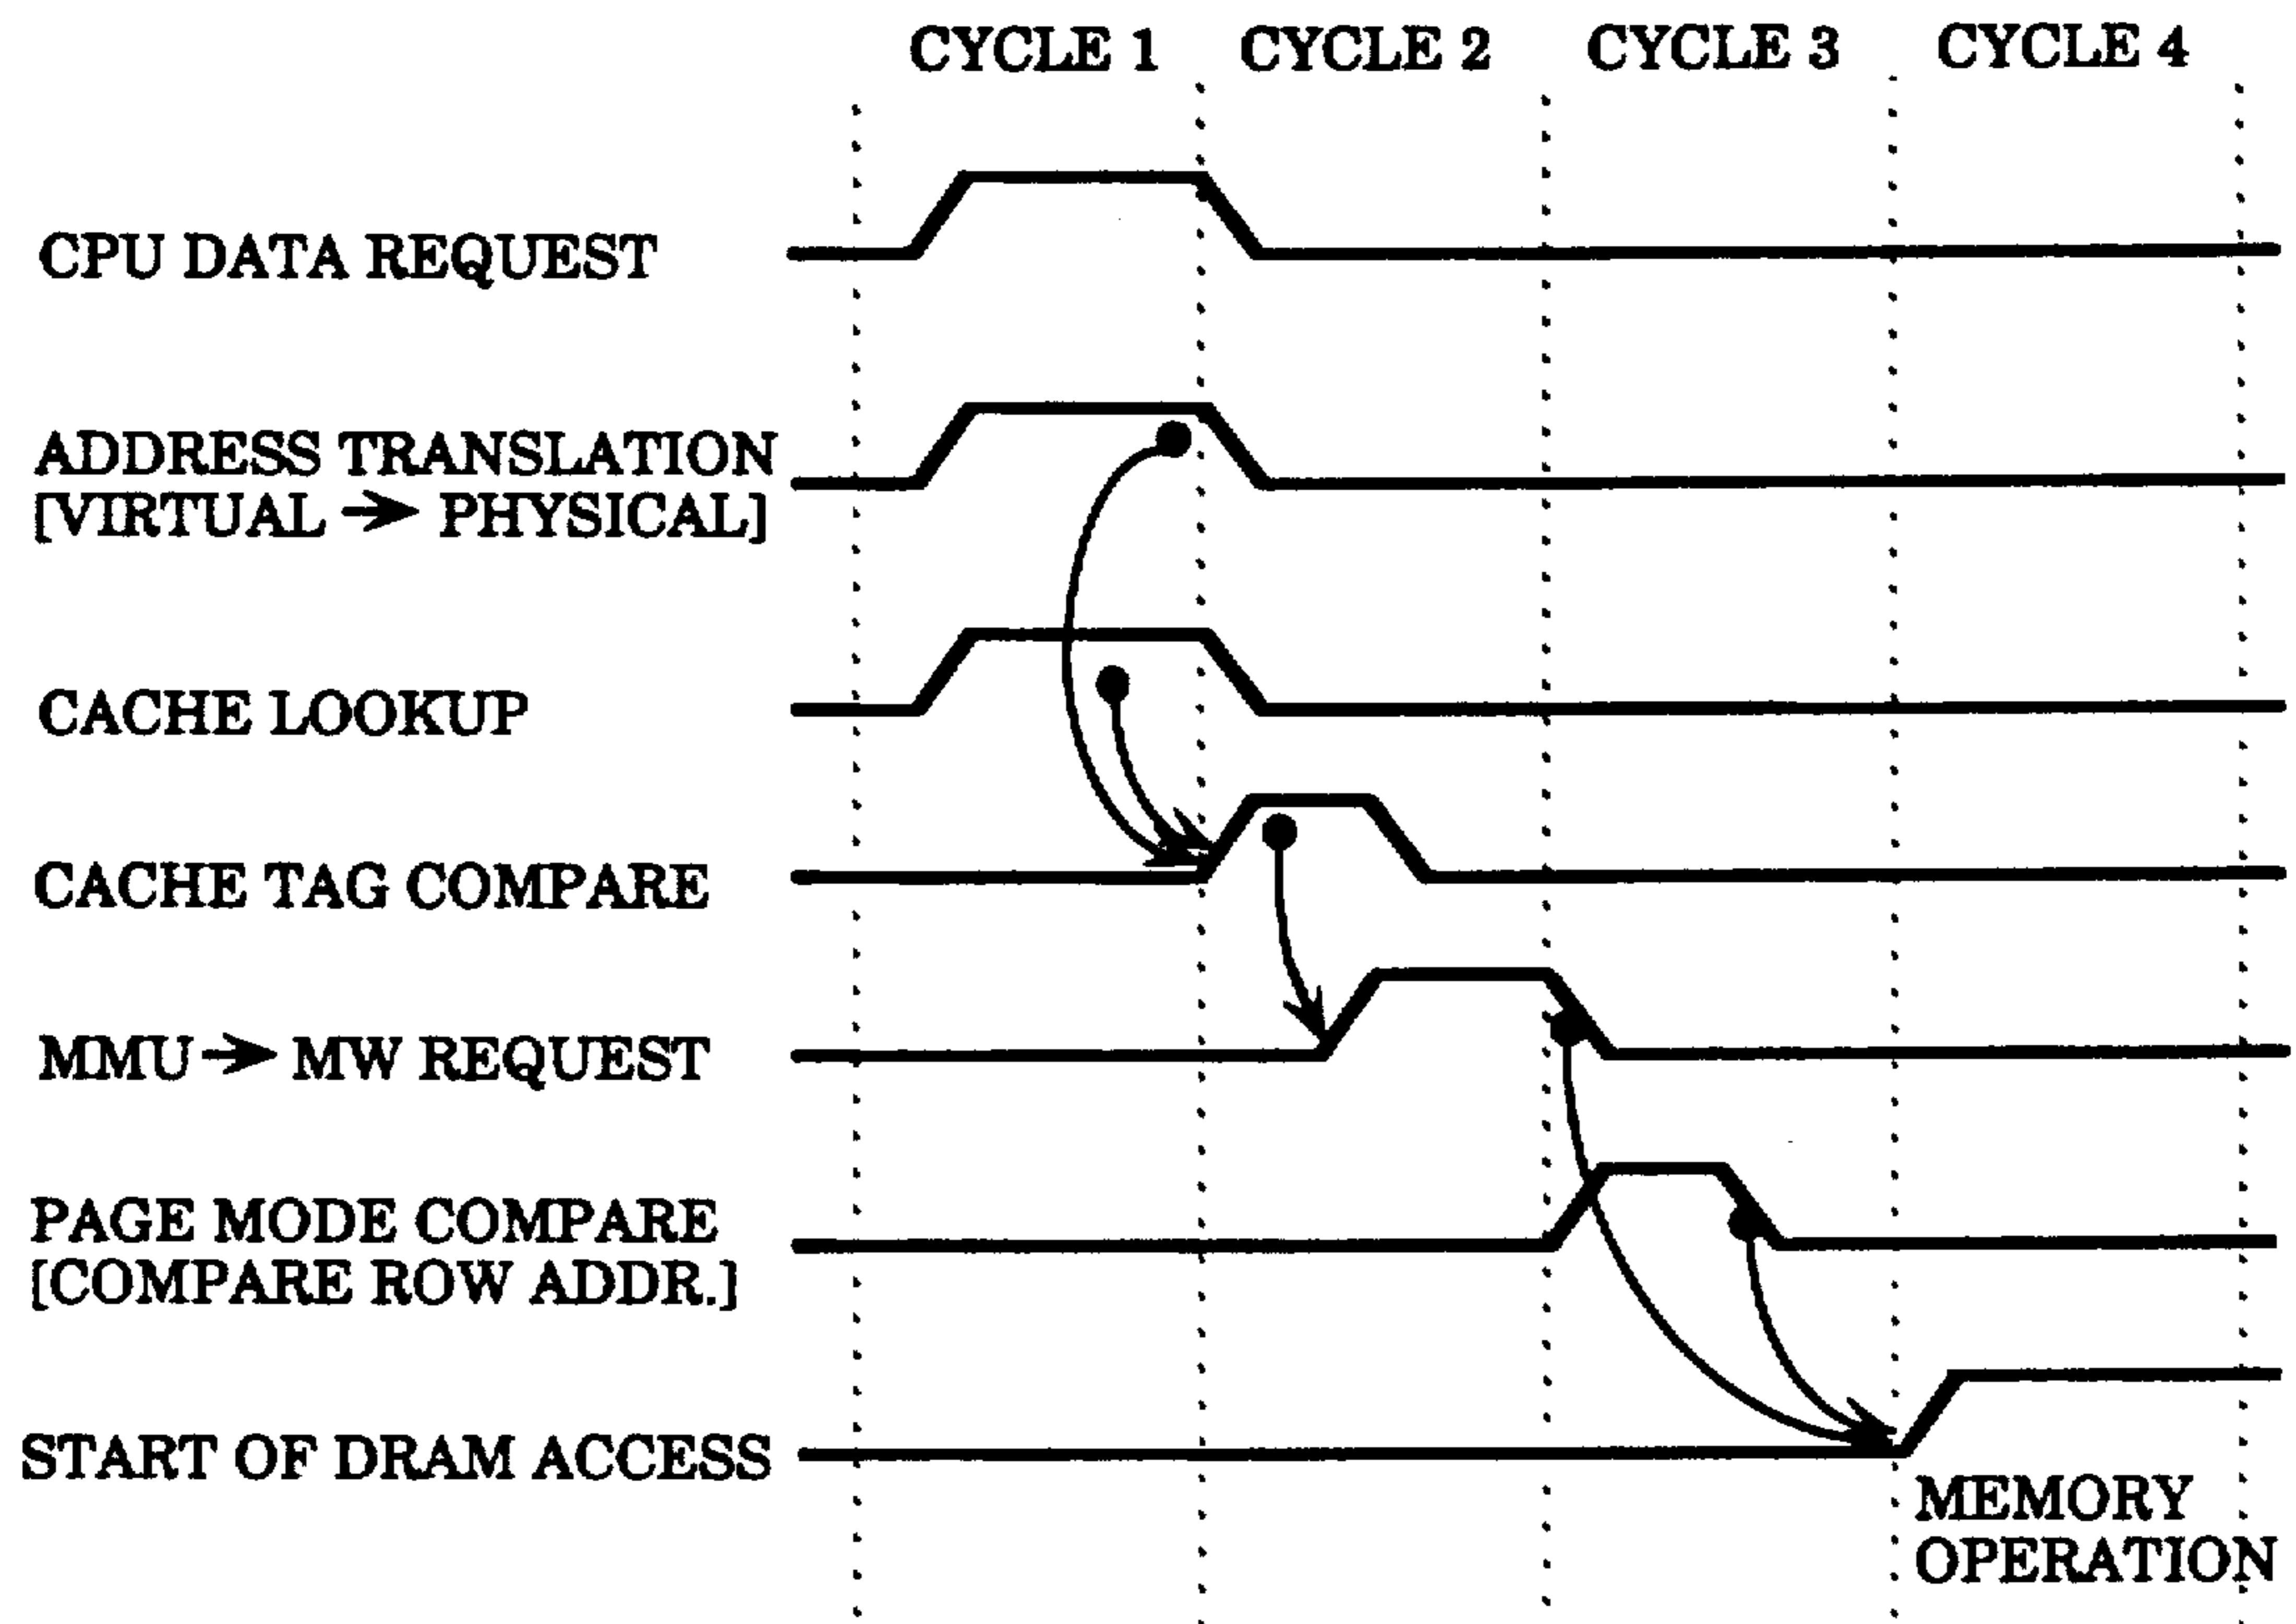 CYCLE 1 CYCLE 2 CYCLE 3 CYCLE 4
CPU DATA REQUEST
ADDRESS TRANSLATION
[VIRTUAL → PHYSICAL]
CACHE LOOKUP
CACHE TAG COMPARE
MMU → MW REQUEST
PAGE MODE COMPARE
[COMPARE ROW ADDR.]
START OF DRAM ACCESS
MEMORY
OPERATION